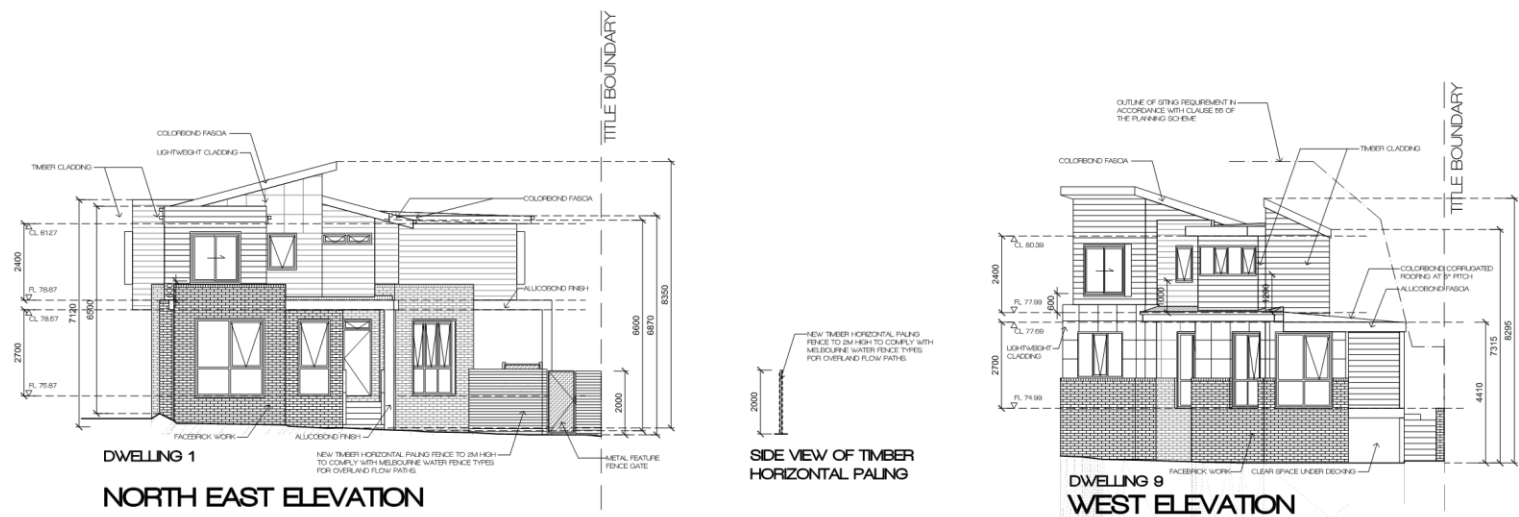 TITLE BOUNDARY
COLORBOND FASCIA
LIGHTWEIGHT CLADDING
TIMBER CLADDING
COLORBOND FASCIA
CL 81.27
2400
FL 78.87
7120
6500
CL 78.57
2700
FL 75.87
ALUCOBOND FINISH
6600
6870
8350
2000
FACEBRICK WORK
ALUCOBOND FINISH
NEW TIMBER HORIZONTAL PALING FENCE TO 2M HIGH
TO COMPLY WITH MELBOURNE WATER FENCE TYPES
FOR OVERLAND FLOW PATHS.
METAL FEATURE
FENCE GATE
DWELLING 1
NORTH EAST ELEVATION
NEW TIMBER HORIZONTAL PALING
FENCE TO 2M HIGH TO COMPLY WITH
MELBOURNE WATER FENCE TYPES
FOR OVERLAND FLOW PATHS.
2000
SIDE VIEW OF TIMBER
HORIZONTAL PALING
OUTLINE OF SITING REQUIREMENT IN
ACCORDANCE WITH CLAUSE 55 OF
THE PLANNING SCHEME
TITLE BOUNDARY
TIMBER CLADDING
COLORBOND FASCIA
CL 80.39
2400
FL 77.99
600
1000
1200
CL 77.69
2700
FL 74.99
LIGHTWEIGHT
CLADDING
COLORBOND CORRUGATED
ROOFING AT 5° PITCH
ALUCOBOND FASCIA
4410
7315
8295
FACEBRICK WORK
CLEAR SPACE UNDER DECKING
DWELLING 9
WEST ELEVATION